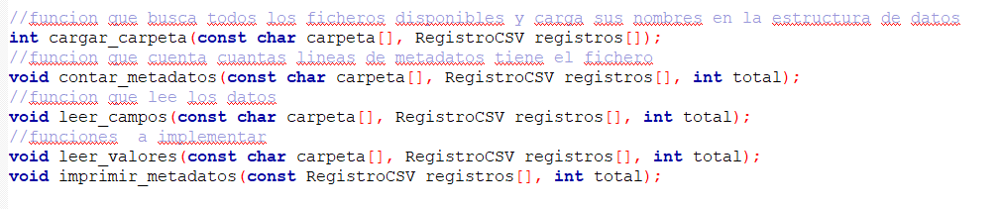 //funcion que busca todos los ficheros disponibles y carga sus nombres en la estructura de datos
int cargar_carpeta(const char carpeta[], RegistroCSV registros[]);
//funcion que cuenta cuantas lineas de metadatos tiene el fichero
void contar_metadatos(const char carpeta[], RegistroCSV registros[], int total);
//funcion que lee los datos
void leer_campos(const char carpeta[], RegistroCSV registros[], int total);
//funciones  a implementar
void leer_valores(const char carpeta[], RegistroCSV registros[], int total);
void imprimir_metadatos(const RegistroCSV registros[], int total);